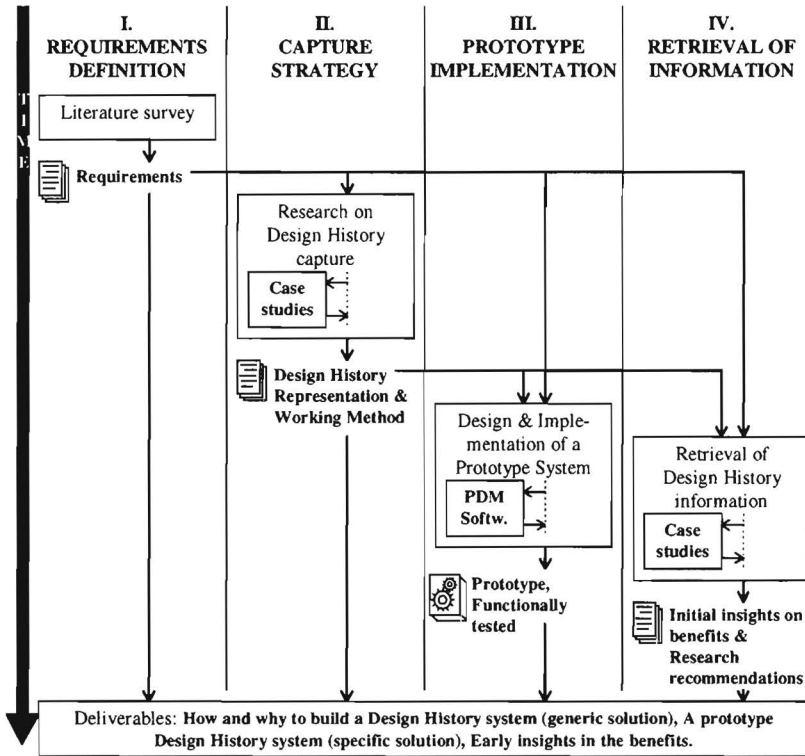 I.
REQUIREMENTS
DEFINITION
II.
CAPTURE
STRATEGY
III.
PROTOTYPE
IMPLEMENTATION
IV.
RETRIEVAL OF
INFORMATION
TIME
Literature survey
Requirements
Research on
Design History
capture
Case
studies
Design History
Representation &
Working Method
Design & Imple-
mentation of a
Prototype System
PDM
Softw.
Prototype,
Functionally
tested
Retrieval of
Design History
information
Case
studies
Initial insights on
benefits &
Research
recommendations
Deliverables: How and why to build a Design History system (generic solution), A prototype
Design History system (specific solution), Early insights in the benefits.